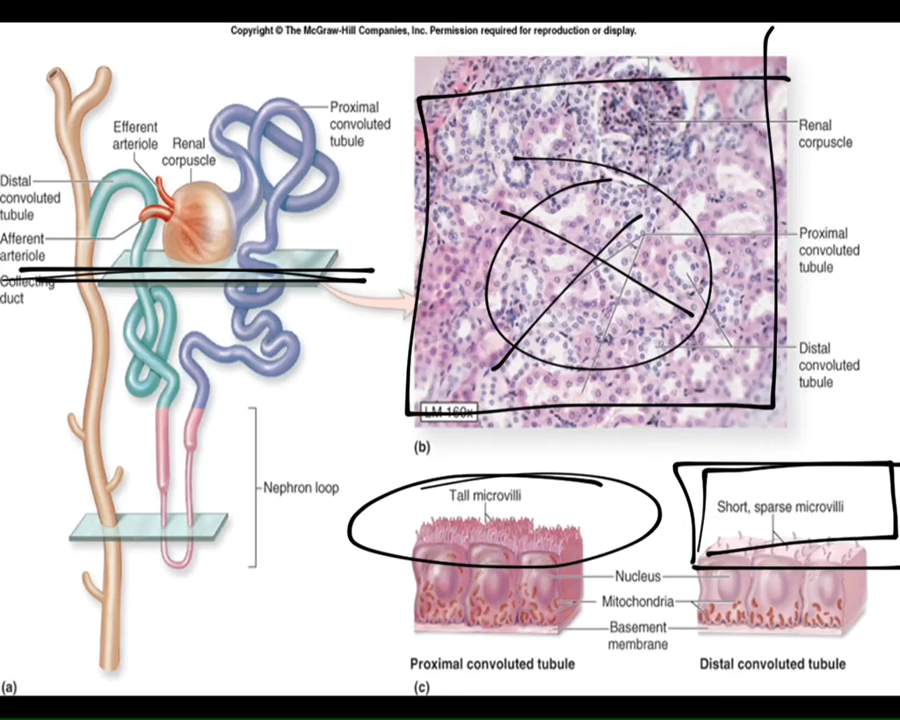 Copyright © The McGraw-Hill Companies, Inc. Permission required for reproduction or display.
Proximal
convoluted
tubule
Efferent
arteriole
Renal
corpuscle
Distal
convoluted
tubule
Afferent
arteriole
Collecting
duct
Nephron loop
(a)
Renal
corpuscle
Proximal
convoluted
tubule
Distal
convoluted
tubule
LM 160x
(b)
Tall microvilli
Short, sparse microvilli
Nucleus
Mitochondria
Basement
membrane
Proximal convoluted tubule
Distal convoluted tubule
(c)